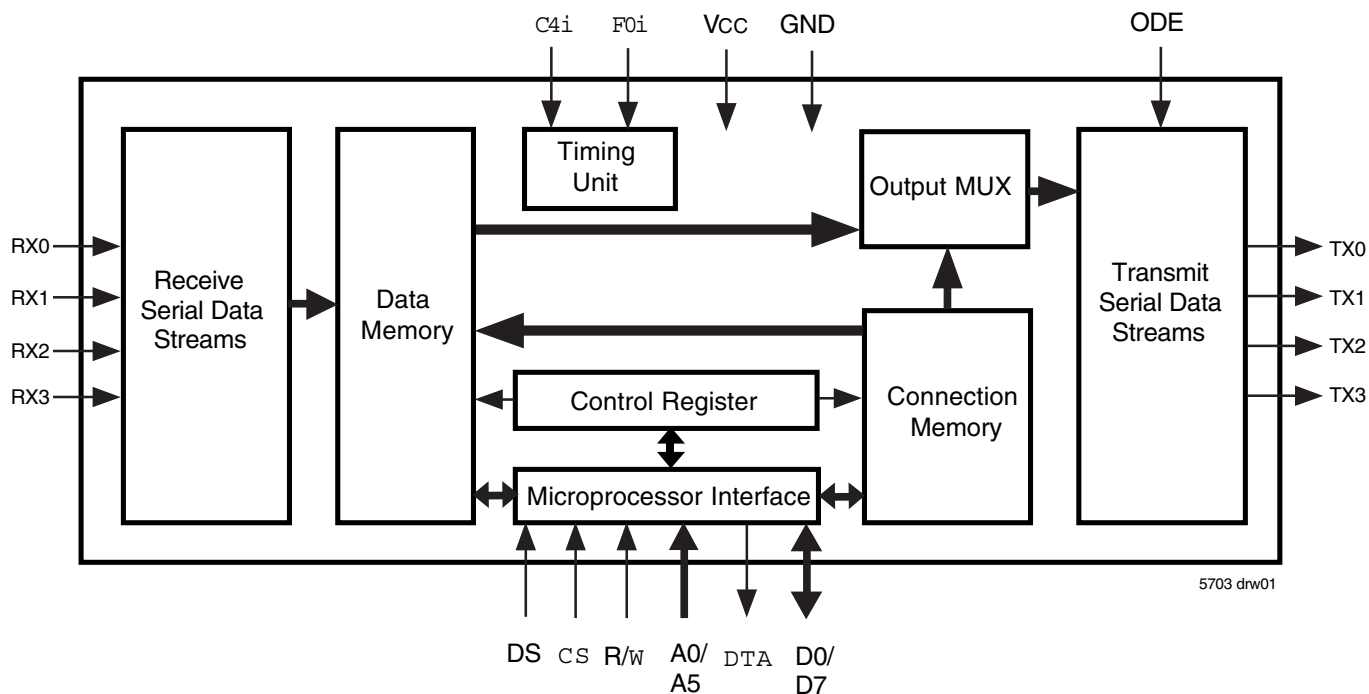 C4i F0i VCC GND ODE
Timing
Unit
Output MUX
RX0
RX1
RX2
RX3
Receive
Serial Data
Streams
Data
Memory
Transmit
Serial Data
Streams
TX0
TX1
TX2
TX3
Control Register
Connection
Memory
Microprocessor Interface
5703 drw01
DS CS R/W A0/ DTA D0/
A5 D7